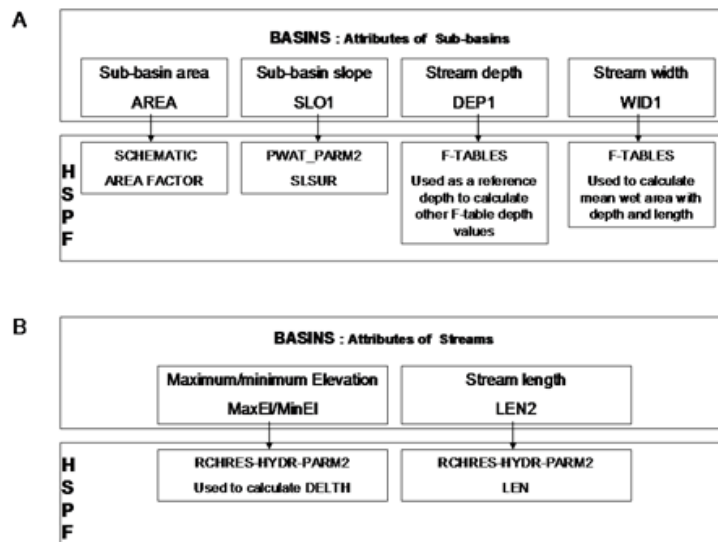 A
BASINS : Attributes of Sub-basins
Sub-basin area
AREA
Sub-basin slope
SLO1
Stream depth
DEP1
Stream width
WID1
H
S
P
F
SCHEMATIC
AREA FACTOR
PWAT_PARM2
SLSUR
F-TABLES
Used as a reference
depth to calculate
other F-table depth
values
F-TABLES
Used to calculate
mean wet area with
depth and length
B
BASINS : Attributes of Streams
Maximum/minimum Elevation
MaxEl/MinEl
Stream length
LEN2
H
S
P
F
RCHRES-HYDR-PARM2
Used to calculate DELTH
RCHRES-HYDR-PARM2
LEN